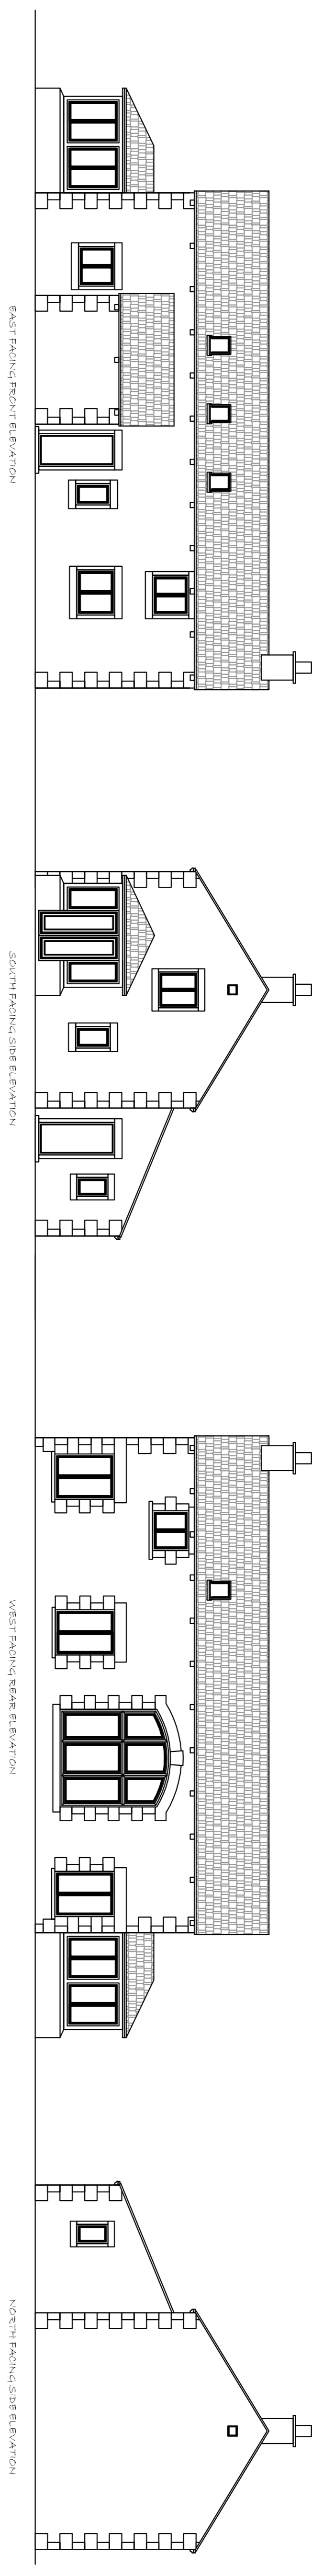 EAST FACING FRONT ELEVATION
SOUTH FACING SIDE ELEVATION
WEST FACING REAR ELEVATION
NORTH FACING SIDE ELEVATION